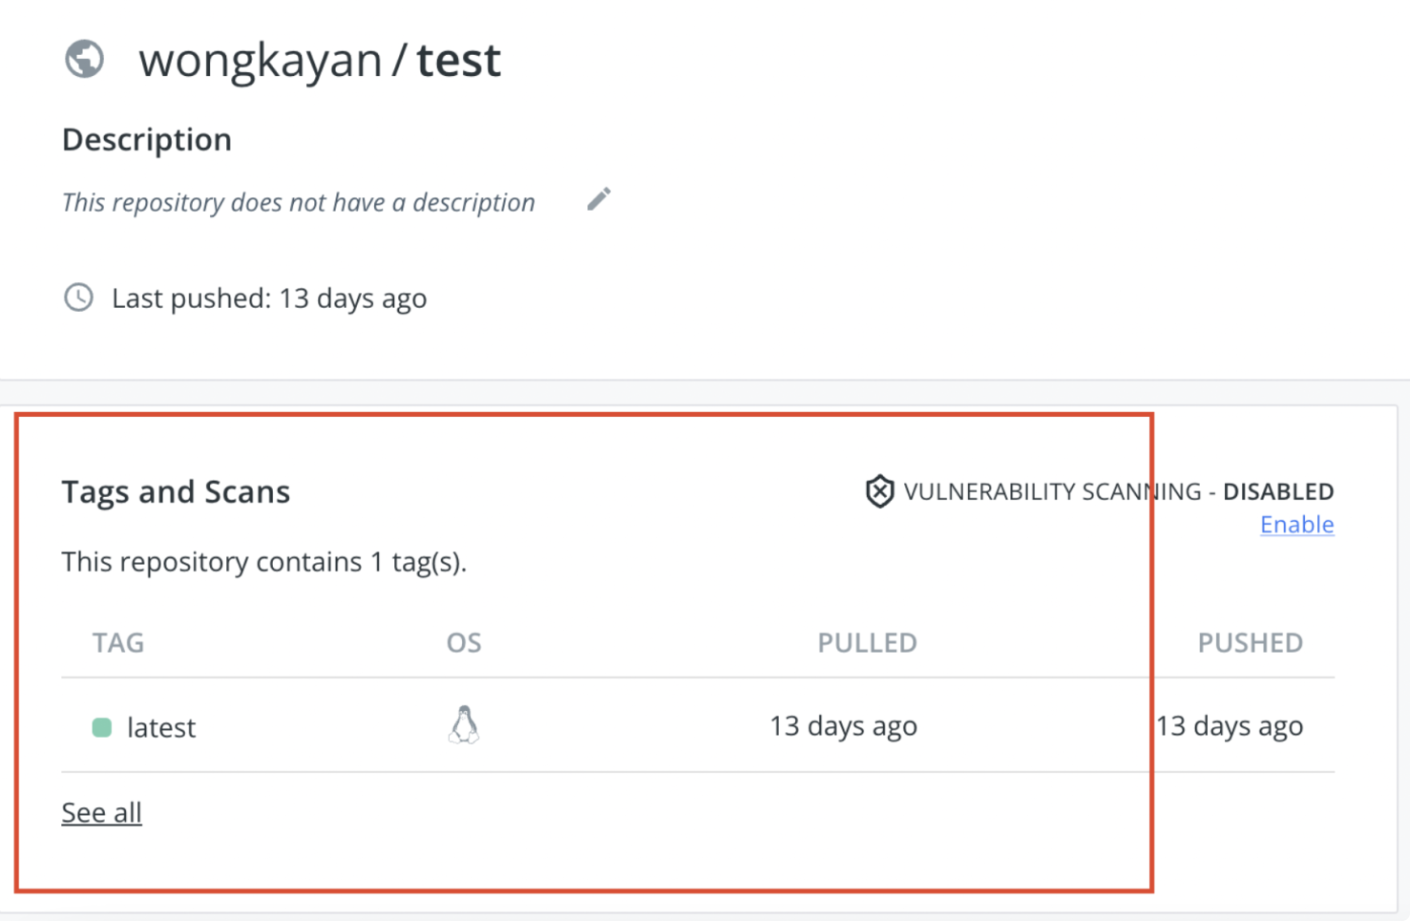 wongkayan / test
Description
This repository does not have a description
Last pushed: 13 days ago
Tags and Scans
VULNERABILITY SCANNING - DISABLED
Enable
This repository contains 1 tag(s).
TAG OS PULLED PUSHED
latest 13 days ago 13 days ago
See all